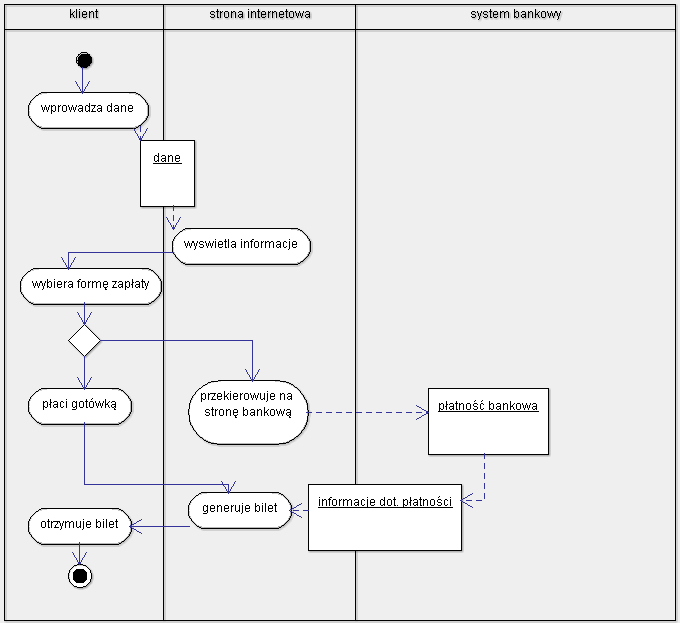 klient
strona internetowa
system bankowy
wprowadza dane
dane
wyswietla informacje
wybiera formę zapłaty
płaci gotówką
przekierowuje na
stronę bankową
płatność bankowa
informacje dot. płatności
generuje bilet
otrzymuje bilet